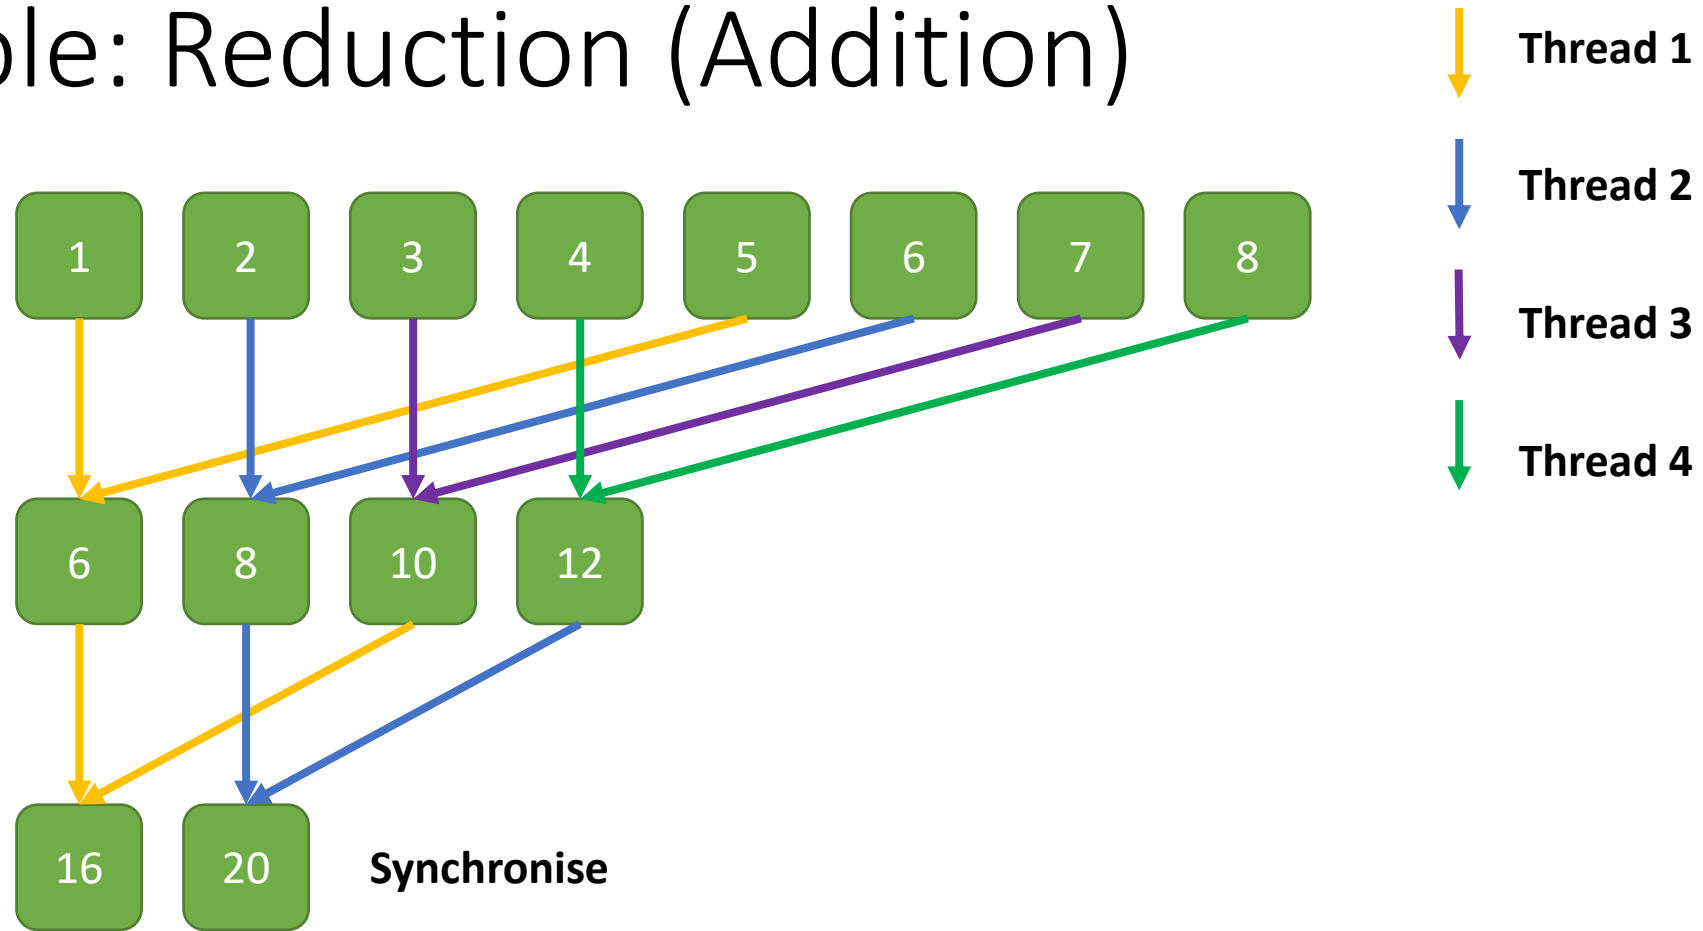 ole: Reduction (Addition)
Thread 1
Thread 2
1 2 3 4 5 6 7 8
Thread 3
Thread 4
6 8 10 12
16 20 Synchronise